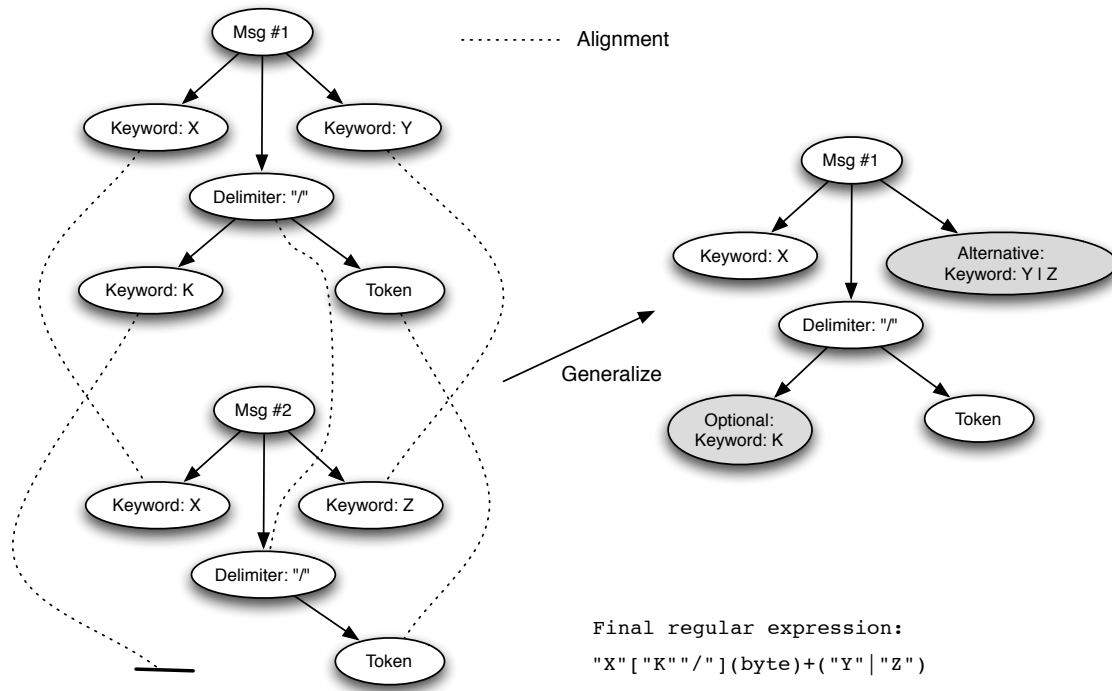 Msg #1
Alignment
Keyword: X
Keyword: Y
Delimiter: "/"
Keyword: K
Token
Msg #2
Keyword: X
Keyword: Z
Delimiter: "/"
Token
Generalize
Msg #1
Keyword: X
Alternative:
Keyword: Y | Z
Delimiter: "/"
Optional:
Keyword: K
Token
Final regular expression:
"X"["K""/"](byte)+("Y"|"Z")